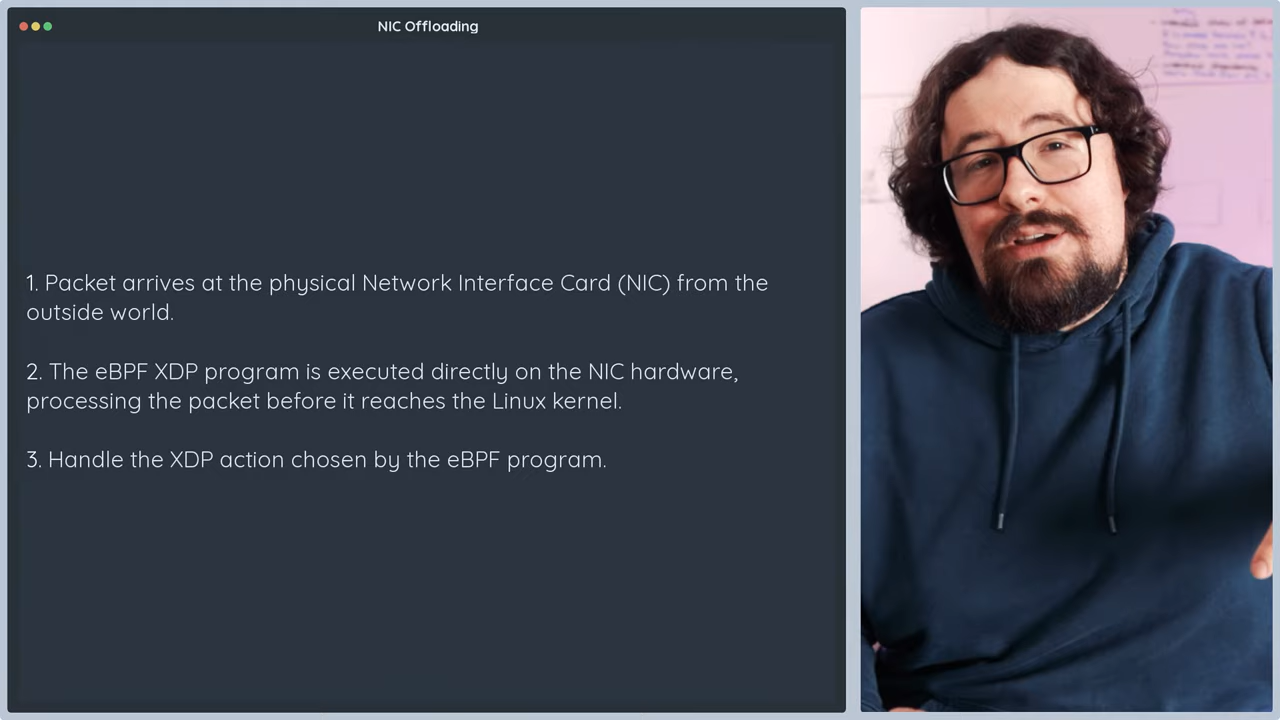 NIC Offloading
1. Packet arrives at the physical Network Interface Card (NIC) from the
outside world.
2. The eBPF XDP program is executed directly on the NIC hardware,
processing the packet before it reaches the Linux kernel.
3. Handle the XDP action chosen by the eBPF program.